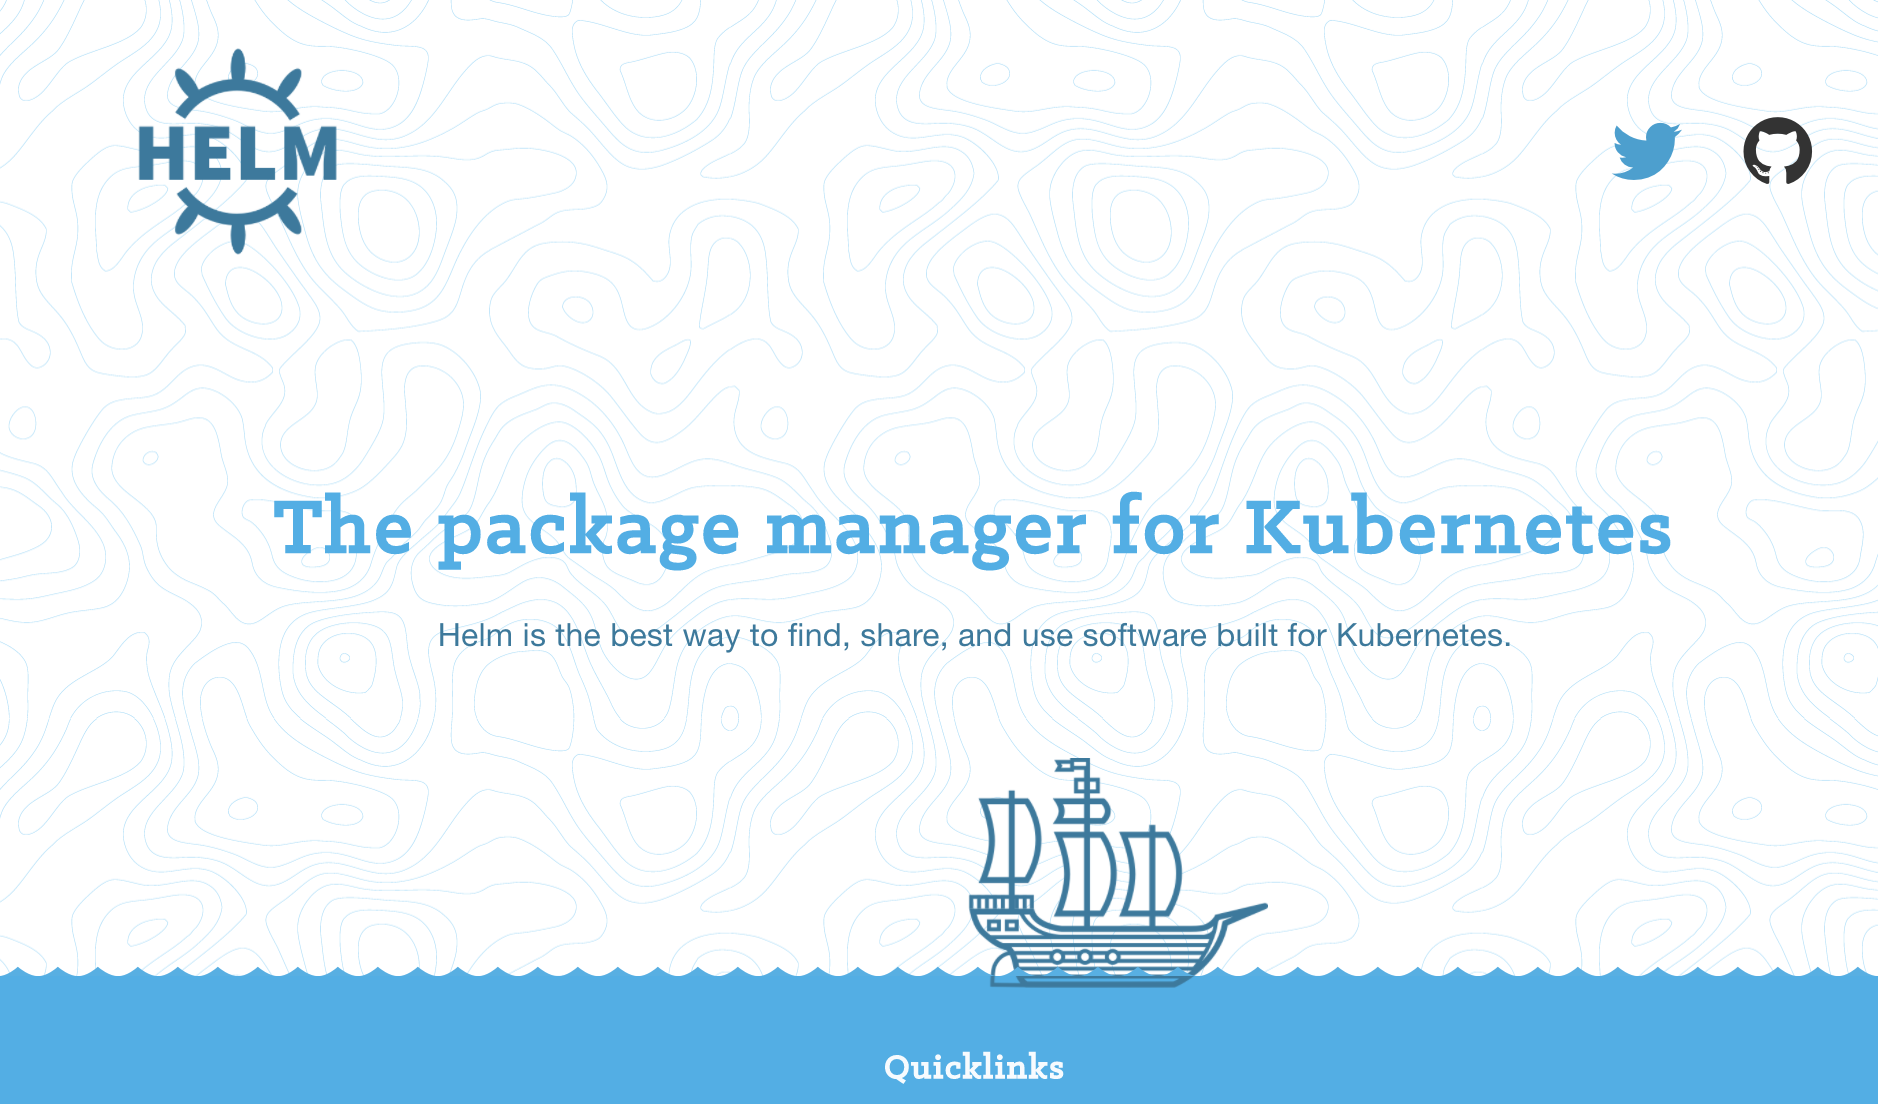 HELM
The package manager for Kubernetes
Helm is the best way to find, share, and use software built for Kubernetes.
Quicklinks